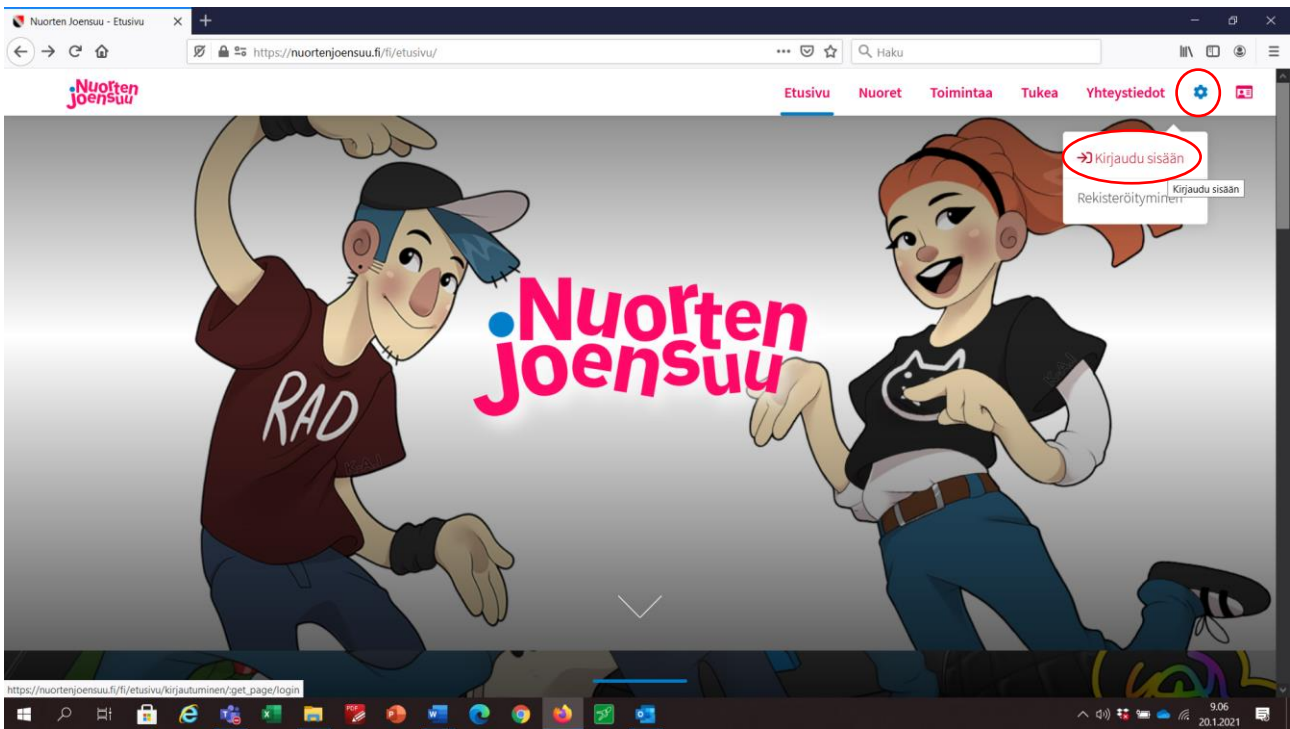 Nuorten Joensuu - Etusivu
https://nuortenjoensuu.fi/fi/etusivu/
Haku
Nuorten
Joensuu
Etusivu Nuoret Toimintaa Tukea Yhteystiedot
Kirjaudu sisään
Kirjaudu sisään
Rekisteröityminen
Nuorten
Joensuu
RAD
https://nuortenjoensuu.fi/fi/etusivu/kirjautuminen/:get_page/login
9.06
20.1.2021